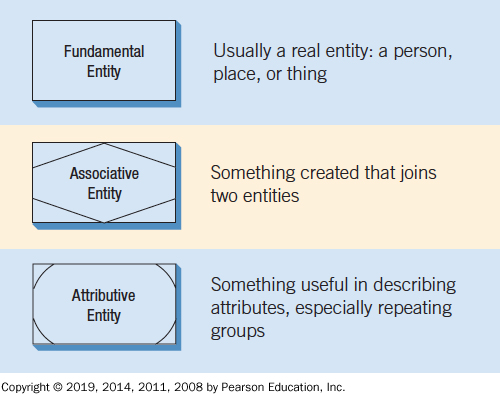 Fundamental
Entity
Usually a real entity: a person,
place, or thing
Associative
Entity
Something created that joins
two entities
Attributive
Entity
Something useful in describing
attributes, especially repeating
groups
Copyright © 2019, 2014, 2011, 2008 by Pearson Education, Inc.